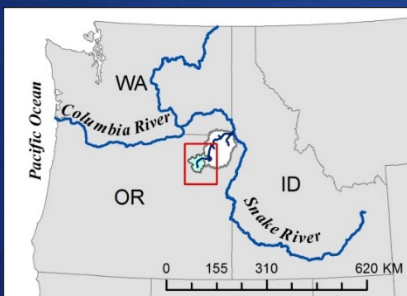 WA
Pacific Ocean
Columbia River
OR
ID
Snake River
0 155 310 620 KM